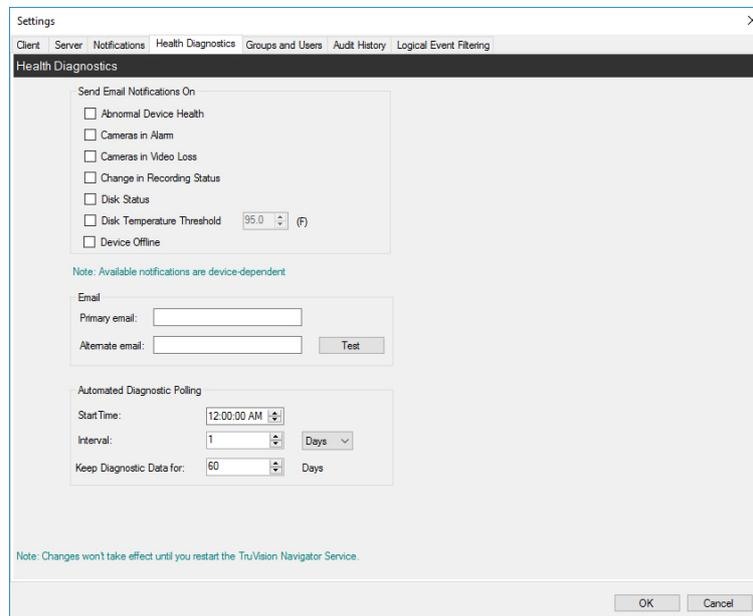 Settings
Client Server Notifications Health Diagnostics Groups and Users Audit History Logical Event Filtering
Health Diagnostics
Send Email Notifications On
Abnormal Device Health
Cameras in Alarm
Cameras in Video Loss
Change in Recording Status
Disk Status
Disk Temperature Threshold 95.0 (F)
Device Offline
Note: Available notifications are device-dependent
Email
Primary email:
Alternate email: Test
Automated Diagnostic Polling
Start Time: 12:00:00 AM
Interval: 1 Days
Keep Diagnostic Data for: 60 Days
Note: Changes won't take effect until you restart the TruVision Navigator Service.
OK Cancel